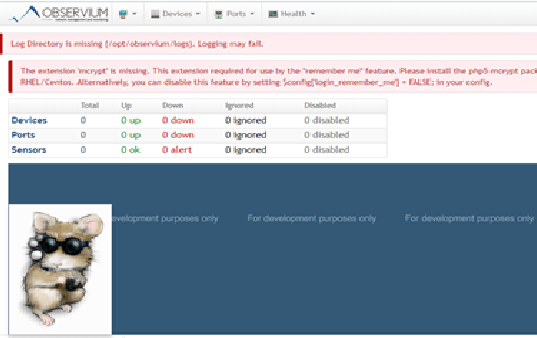 OBSERVIUM
Devices
Ports
Health
Log Directory is missing (/opt/observium/logs). Logging may fail.
The extension 'mcrypt' is missing. This extension required for use by the "remember me" feature. Please install the php5-mcrypt pack
RHEL/Centos. Alternatively, you can disable this feature by setting $config['login_remember_me'] = FALSE; in your config.
Total Up Down Ignored Disabled
Devices 0 0 up 0 down 0 ignored 0 disabled
Ports 0 0 up 0 down 0 ignored 0 disabled
Sensors 0 0 ok 0 alert 0 ignored 0 disabled
evelopment purposes only For development purposes only For development purposes only